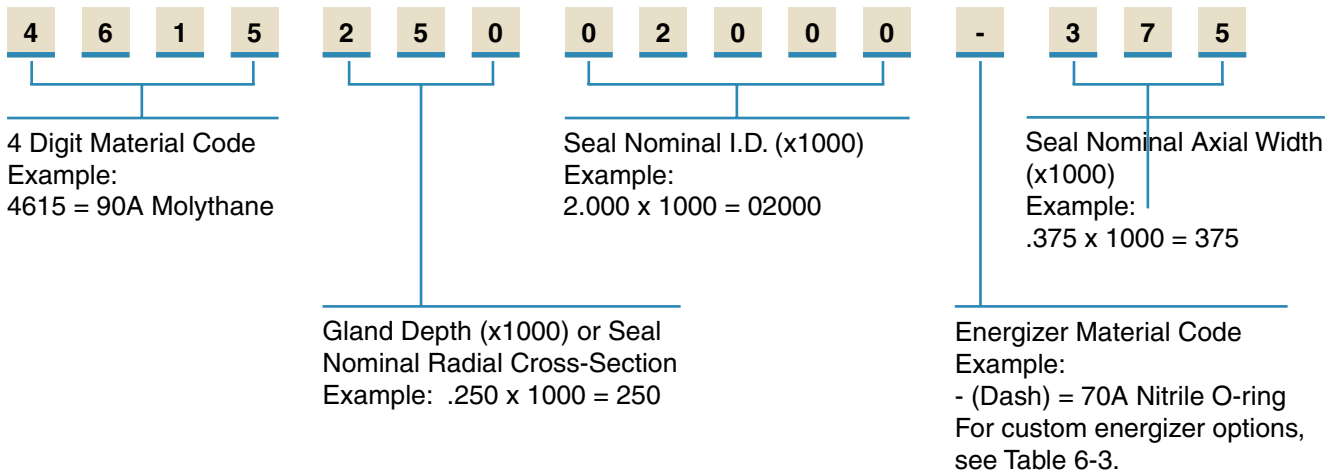 4 6 1 5 2 5 0 0 2 0 0 0 - 3 7 5
4 Digit Material Code
Example:
4615 = 90A Molythane
Seal Nominal I.D. (x1000)
Example:
2.000 x 1000 = 02000
Seal Nominal Axial Width
(x1000)
Example:
.375 x 1000 = 375
Gland Depth (x1000) or Seal
Nominal Radial Cross-Section
Example: .250 x 1000 = 250
Energizer Material Code
Example:
- (Dash) = 70A Nitrile O-ring
For custom energizer options,
see Table 6-3.